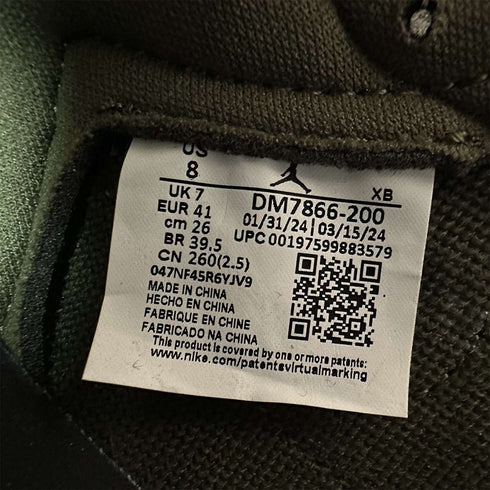 US
8
XB
UK 7
EUR 41
cm 26
BR 39.5
CN 260(2.5)
DM7866-200
01/31/24 | 03/15/24
UPC 00197599883579
047NF45R6YJV9
MADE IN CHINA
HECHO EN CHINA
FABRIQUE EN CHINE
FABRICADO NA CHINA
This product is covered by one or more patents:
www.nike.com/patentsvirtualmarking